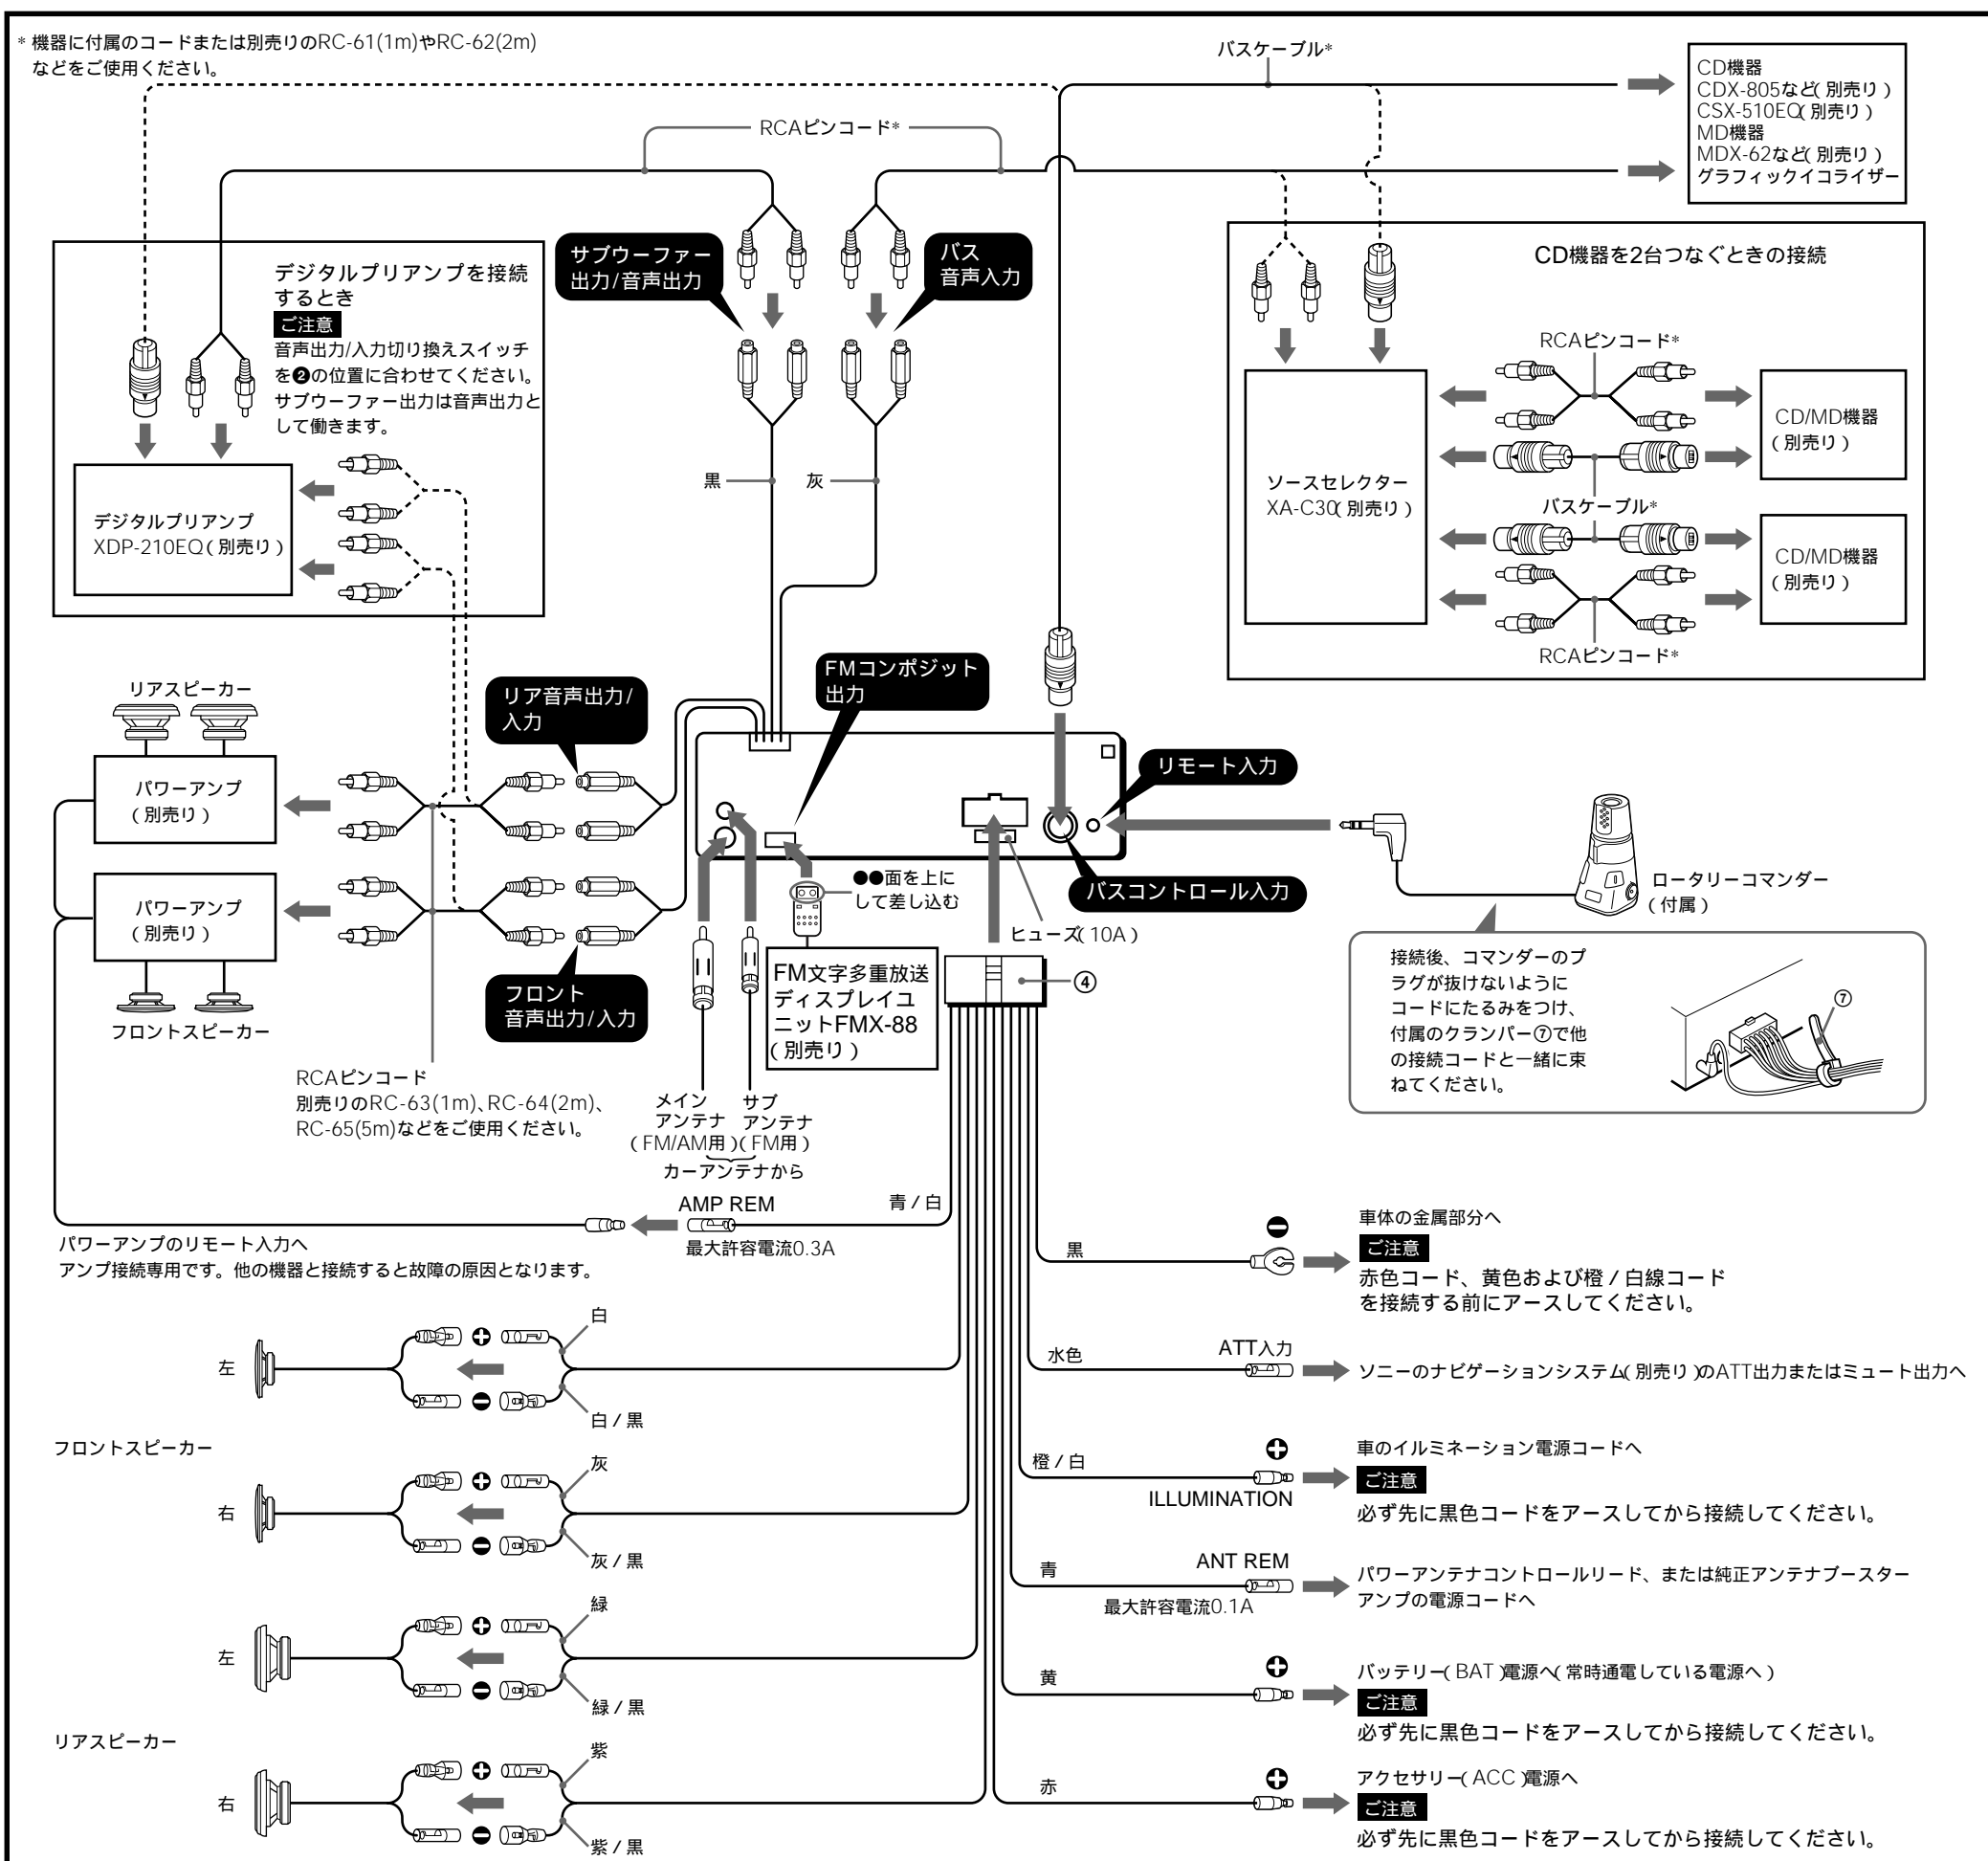 * 機器に付属のコードまたは別売りのRC-61(1m)やRC-62(2m)
などをご使用ください。
バスケーブル*
CD機器
CDX-805など(別売り)
CSX-510EQ(別売り)
MD機器
MDX-62など(別売り)
グラフィックイコライザー
RCAピンコード*
デジタルプリアンプを接続
するとき
ご注意
音声出力/入力切り換えスイッチ
を❷の位置に合わせてください。
サブウーファー出力は音声出力と
して働きます。
デジタルプリアンプ
XDP-210EQ(別売り)
サブウーファー
出力/音声出力
バス
音声入力
黒
灰
CD機器を2台つなぐときの接続
RCAピンコード*
ソースセレクター
XA-C30(別売り)
バスケーブル*
CD/MD機器
(別売り)
CD/MD機器
(別売り)
RCAピンコード*
リアスピーカー
パワーアンプ
(別売り)
パワーアンプ
(別売り)
フロントスピーカー
リア音声出力/
入力
FMコンポジット
出力
リモート入力
バスコントロール入力
フロント
音声出力/入力
●●面を上に
して差し込む
ヒューズ(10A)
FM文字多重放送
ディスプレイユ
ニットFMX-88
(別売り)
④
ロータリーコマンダー
(付属)
接続後、コマンダーのプ
ラグが抜けないように
コードにたるみをつけ、
付属のクランパー⑦で他
の接続コードと一緒に束
ねてください。
⑦
RCAピンコード
別売りのRC-63(1m)、RC-64(2m)、
RC-65(5m)などをご使用ください。
メイン
アンテナ
(FM/AM用)
サブ
アンテナ
(FM用)
カーアンテナから
AMP REM
青 / 白
最大許容電流0.3A
パワーアンプのリモート入力へ
アンプ接続専用です。他の機器と接続すると故障の原因となります。
フロントスピーカー
左
白
白 / 黒
右
灰
灰 / 黒
リアスピーカー
左
緑
緑 / 黒
右
紫
紫 / 黒
黒
車体の金属部分へ
ご注意
赤色コード、黄色および橙 / 白線コード
を接続する前にアースしてください。
水色
ATT入力
ソニーのナビゲーションシステム(別売り)のATT出力またはミュート出力へ
橙 / 白
ILLUMINATION
車のイルミネーション電源コードへ
ご注意
必ず先に黒色コードをアースしてから接続してください。
青
ANT REM
最大許容電流0.1A
パワーアンテナコントロールリード、または純正アンテナブースター
アンプの電源コードへ
黄
バッテリー(BAT)電源へ(常時通電している電源へ)
ご注意
必ず先に黒色コードをアースしてから接続してください。
赤
アクセサリー(ACC)電源へ
ご注意
必ず先に黒色コードをアースしてから接続してください。